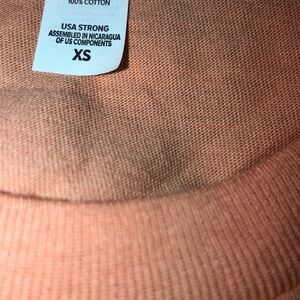 100% COTTON
USA STRONG
ASSEMBLED IN NICARAGUA
OF US COMPONENTS
XS